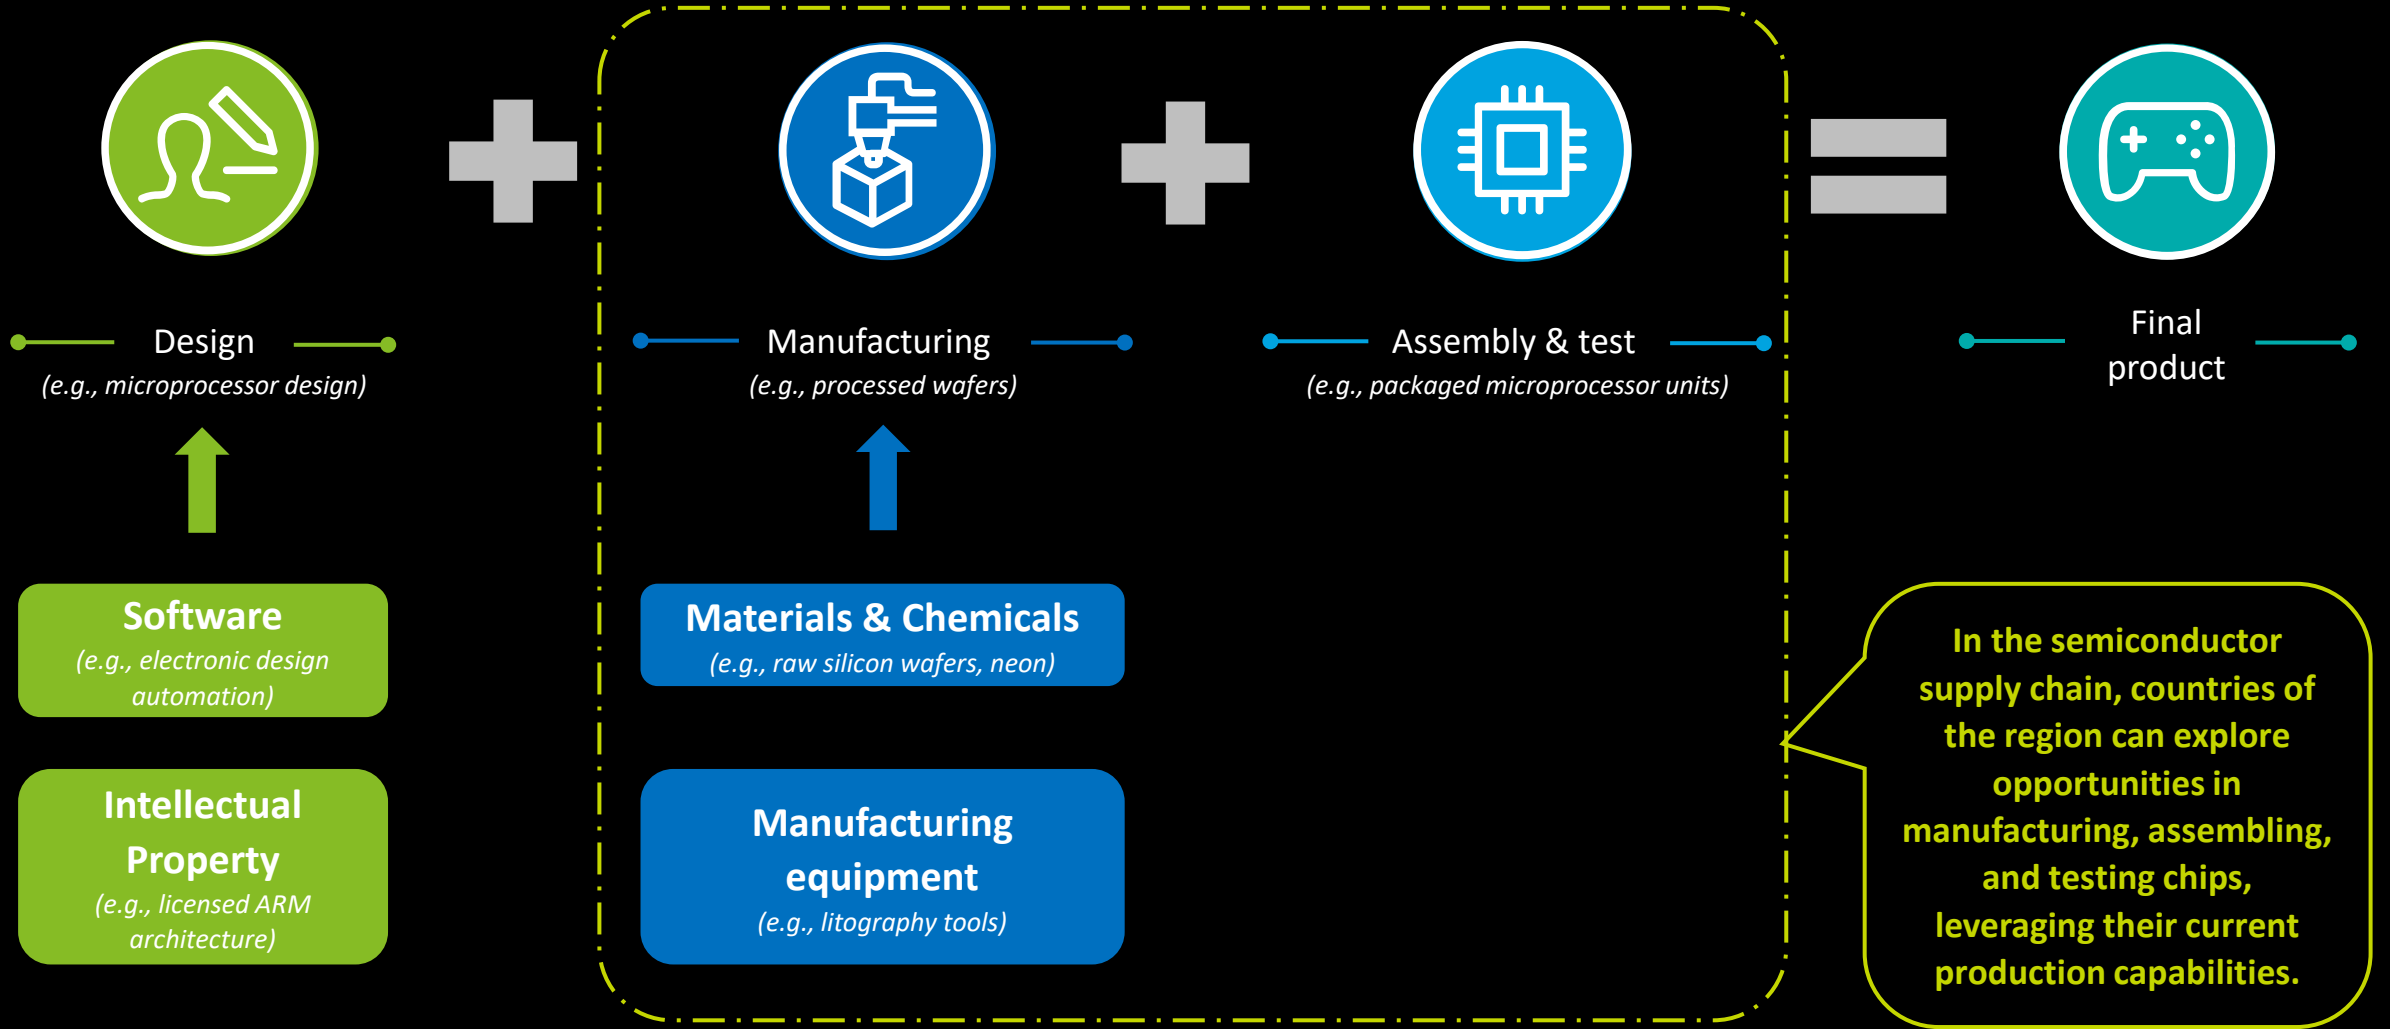 Design
(e.g., microprocessor design)
Manufacturing
(e.g., processed wafers)
Assembly & test
(e.g., packaged microprocessor units)
Final
product
Software
(e.g., electronic design
automation)
Intellectual
Property
(e.g., licensed ARM
architecture)
Materials & Chemicals
(e.g., raw silicon wafers, neon)
Manufacturing
equipment
(e.g., litography tools)
In the semiconductor
supply chain, countries of
the region can explore
opportunities in
manufacturing, assembling,
and testing chips,
leveraging their current
production capabilities.